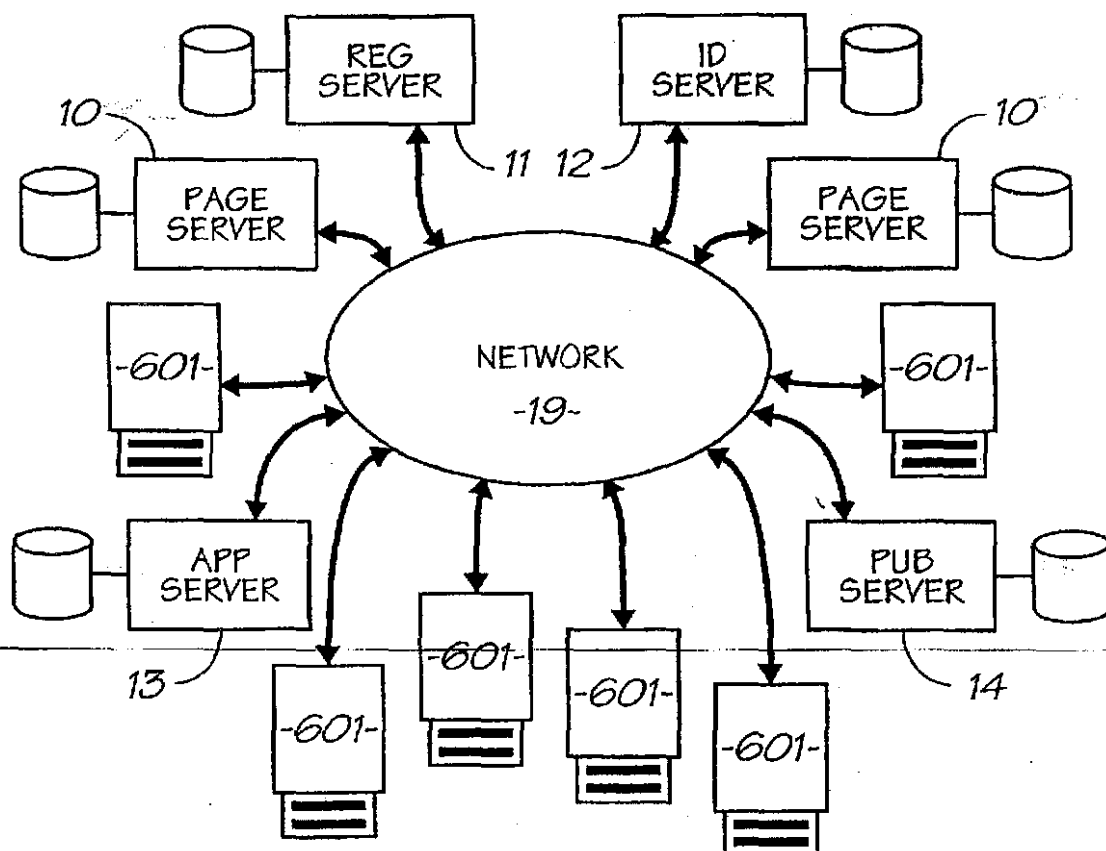 REG
SERVER
ID
SERVER
10
11
12
10
PAGE
SERVER
PAGE
SERVER
-601-
NETWORK
-19-
-601-
APP
SERVER
PUB
SERVER
13
-601-
-601-
-601-
-601-
14